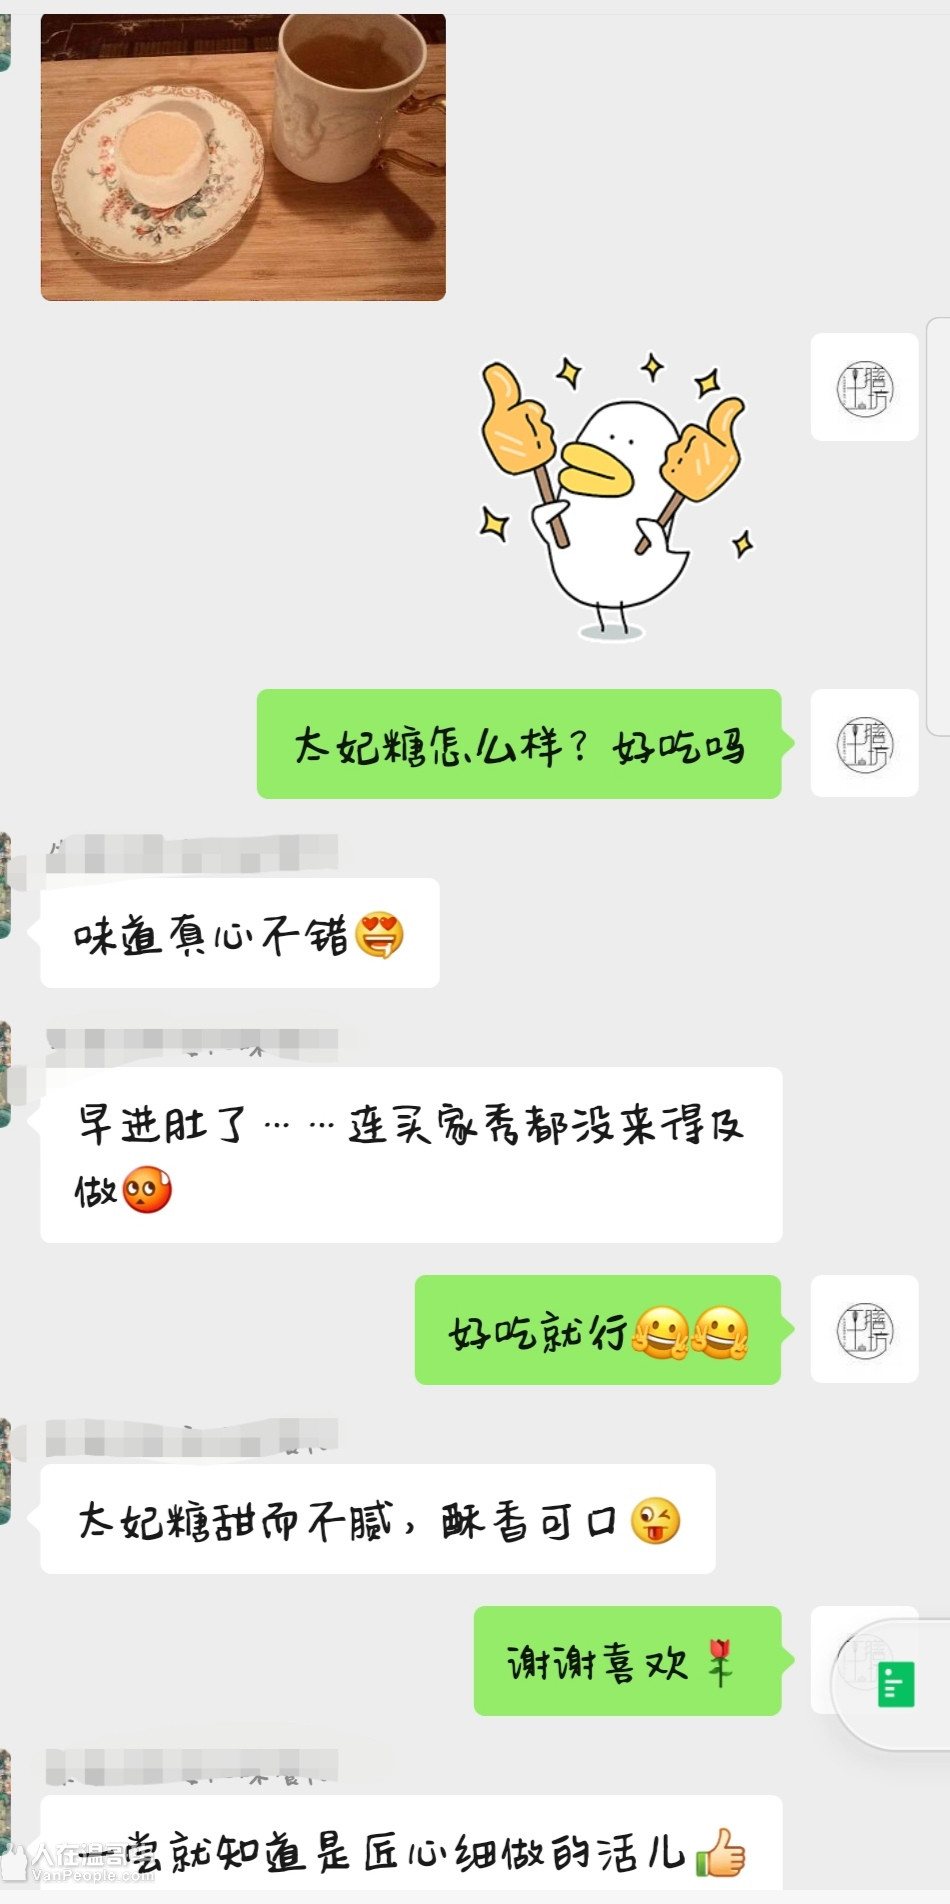 太妃糖怎么样？好吃吗
味道真心不错
早进肚了……连买家秀都没来得及
做
好吃就行
太妃糖甜而不腻，酥香可口
谢谢喜欢
一尝就知道是匠心细做的活儿
人在温哥华
VanPeople.com